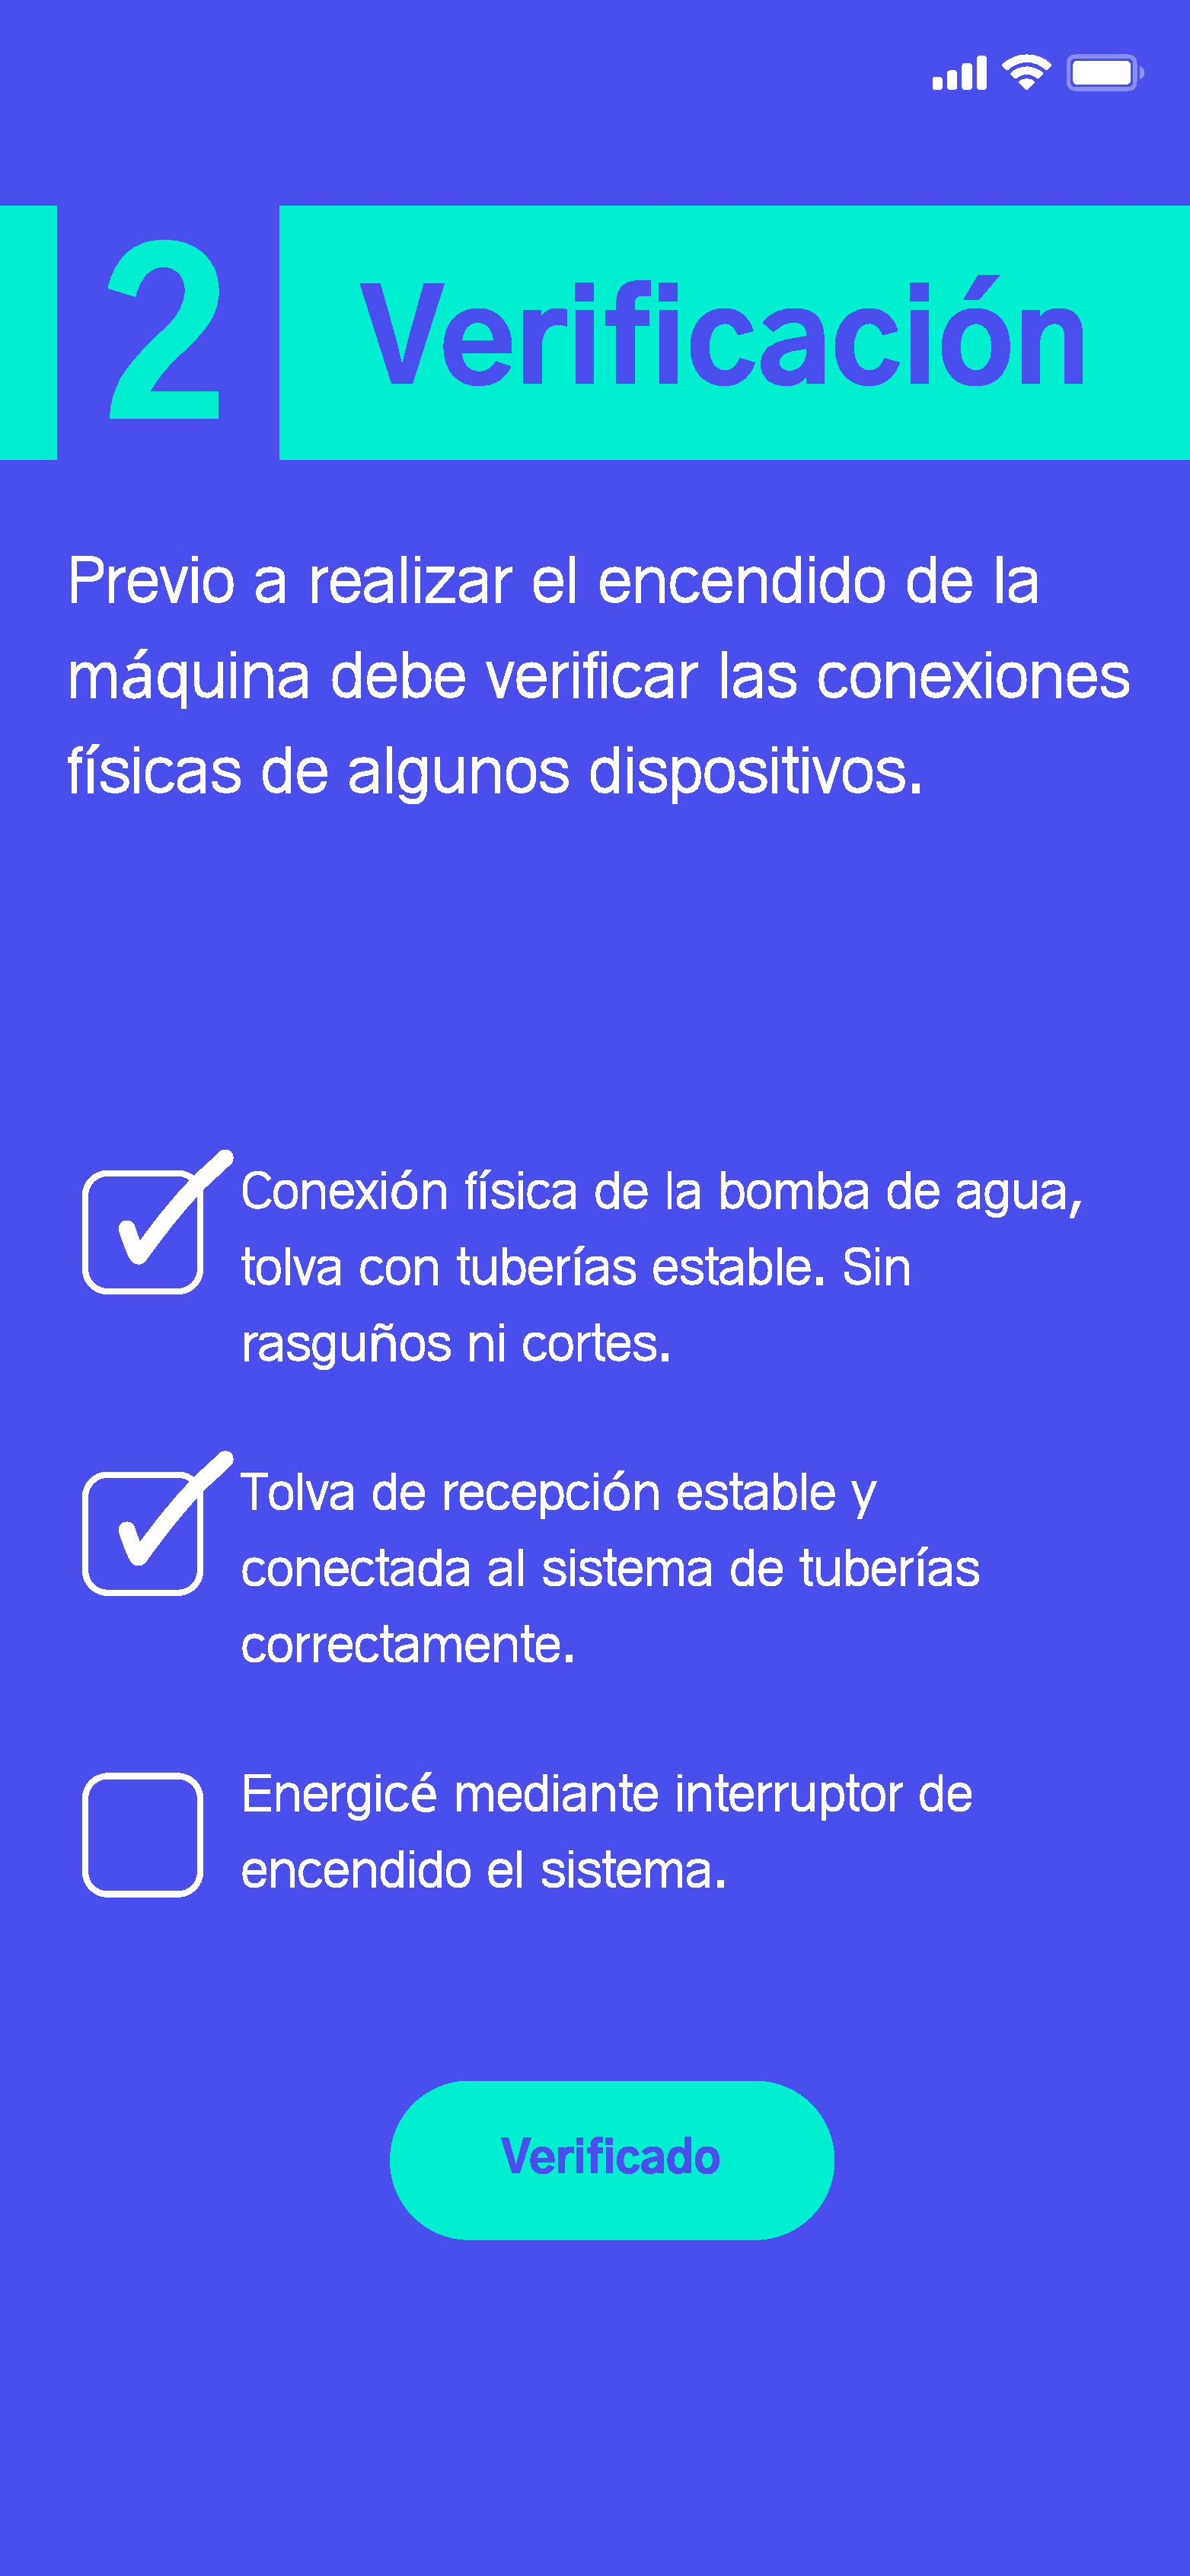 2 Verificación
Previo a realizar el encendido de la
máquina debe verificar las conexiones
físicas de algunos dispositivos.
Conexión física de la bomba de agua,
tolva con tuberías estable. Sin
rasguños ni cortes.
Tolva de recepción estable y
conectada al sistema de tuberías
correctamente.
Energicé mediante interruptor de
encendido el sistema.
Verificado